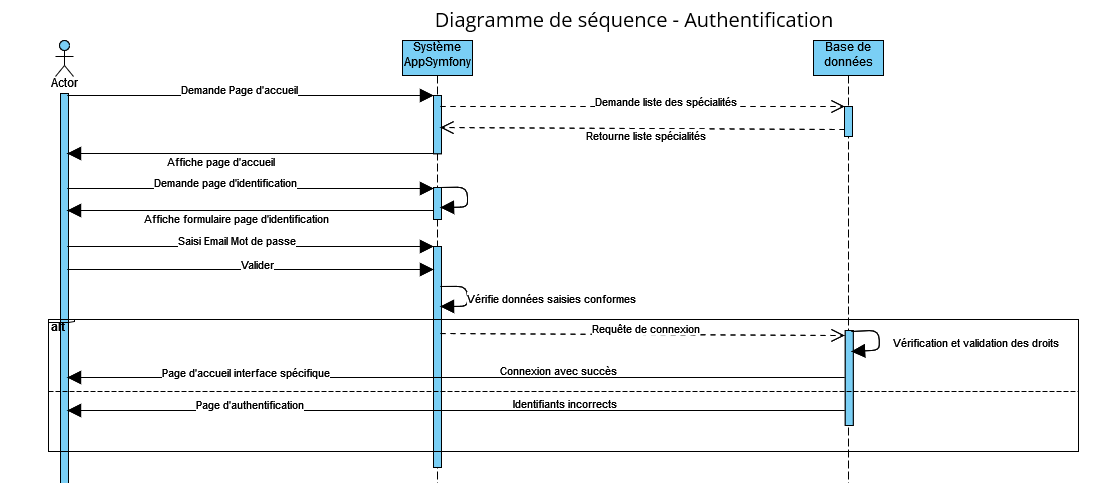 Diagramme de séquence - Authentification
Système
AppSymfony
Base de
données
Actor
Demande Page d'accueil
Demande liste des spécialités
Retourne liste spécialités
Affiche page d'accueil
Demande page d'identification
Affiche formulaire page d'identification
Saisi Email Mot de passe
Valider
Vérifie données saisies conformes
alt
Requête de connexion
Vérification et validation des droits
Page d'accueil interface spécifique
Connexion avec succès
Page d'authentification
Identifiants incorrects